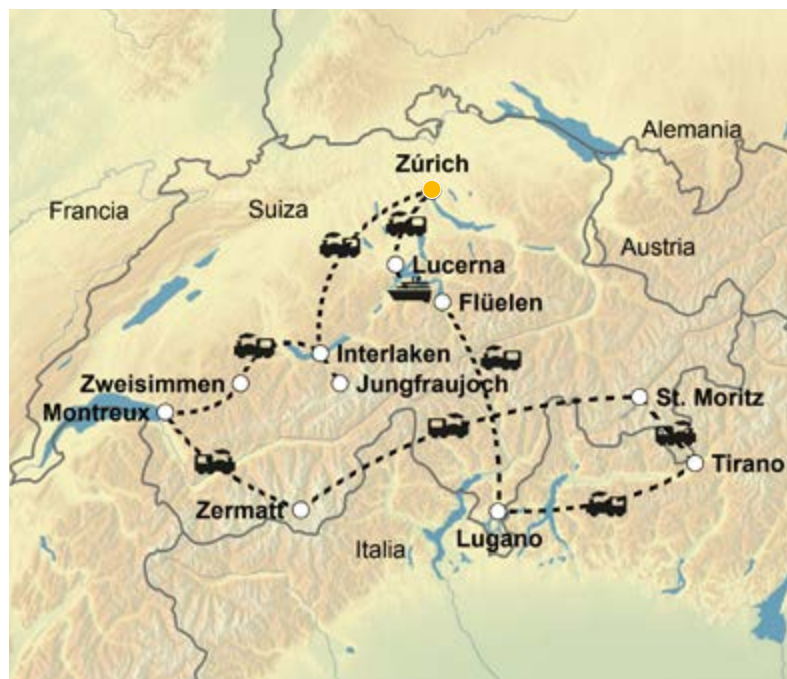 Alemania
Zúrich
Francia
Suiza
Austria
Lucerna
Flüelen
Interlaken
Zweisimmen
Jungfraujoch
St. Moritz
Montreux
Tirano
Zermatt
Lugano
Italia